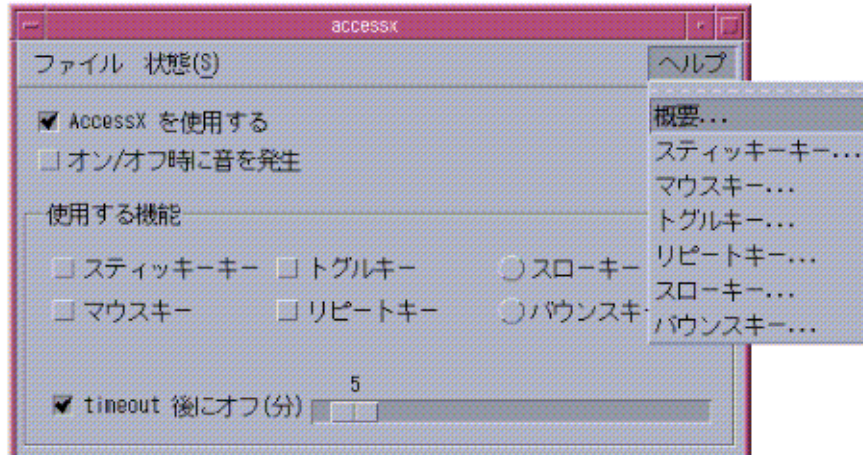 accessx
ファイル 状態(S) ヘルプ
AccessX を使用する
オン/オフ時に音を発生
使用する機能
スティッキーキー トグルキー スローキー
マウスキー リピートキー バウンスキ
timeout 後にオフ(分) 5
概要...
スティッキーキー...
マウスキー...
トグルキー...
リピートキー...
スローキー...
バウンスキー...